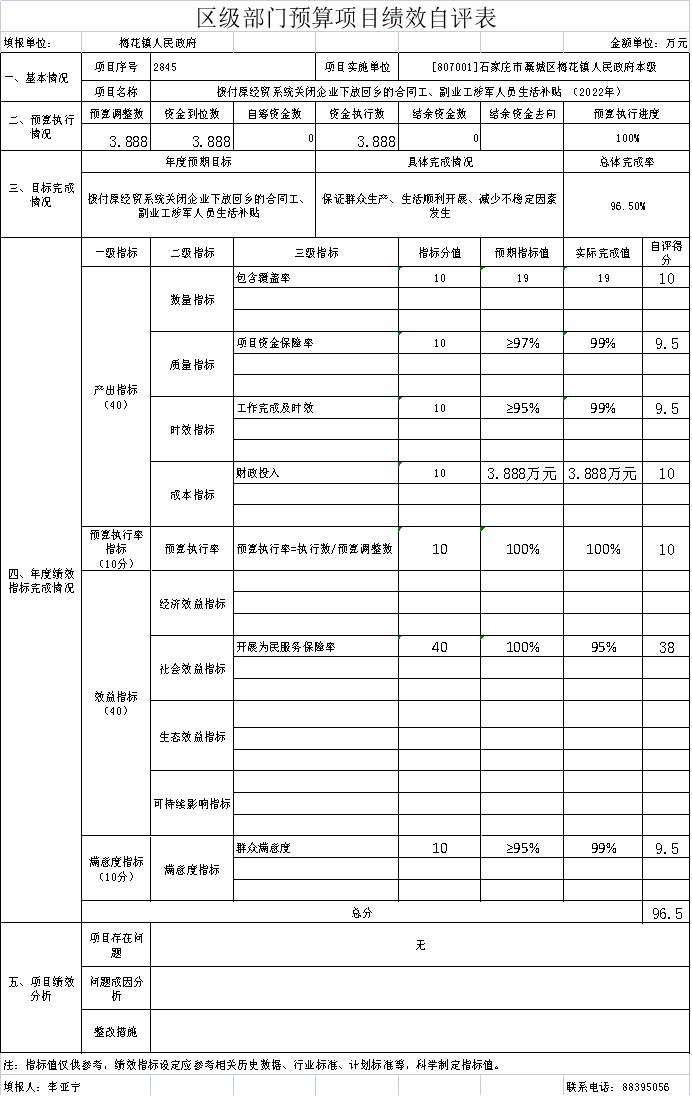 区级部门预算项目绩效自评表
填报单位： 梅花镇人民政府 金额单位：万元
一、基本情况 项目序号 2845 项目实施单位 [807001]石家庄市藁城区梅花镇人民政府本级
项目名称 拨付原经贸系统关闭企业下放回乡的合同工、副业工涉军人员生活补贴 （2022年）
二、预算执行情况 预算调整数 资金到位数 自筹资金数 资金执行数 结余资金数 结余资金去向 预算执行进度
3.888 3.888 0 3.888 0 100%
三、目标完成情况 年度预期目标 具体完成情况 总体完成率
拨付原经贸系统关闭企业下放回乡的合同工、副业工涉军人员生活补贴 保证群众生产、生活顺利开展、减少不稳定因素发生 96.50%
四、年度绩效指标完成情况 一级指标 二级指标 三级指标 指标分值 预期指标值 实际完成值 自评得分
产出指标（40） 数量指标 包含覆盖率 10 19 19 10
质量指标 项目资金保障率 10 ≥97% 99% 9.5
时效指标 工作完成及时效 10 ≥95% 99% 9.5
成本指标 财政投入 10 3.888万元 3.888万元 10
预算执行率指标（10分） 预算执行率 预算执行率=执行数/预算调整数 10 100% 100% 10
效益指标（40） 经济效益指标
社会效益指标 开展为民服务保障率 40 100% 95% 38
生态效益指标
可持续影响指标
满意度指标（10分） 满意度指标 群众满意度 10 ≥95% 99% 9.5
总分 96.5
五、项目绩效分析 项目存在问题 无
问题成因分析
整改措施
注：指标值仅供参考，绩效指标设定应参考相关历史数据、行业标准、计划标准等，科学制定指标值。
填报人：李亚宁 联系电话：88395056